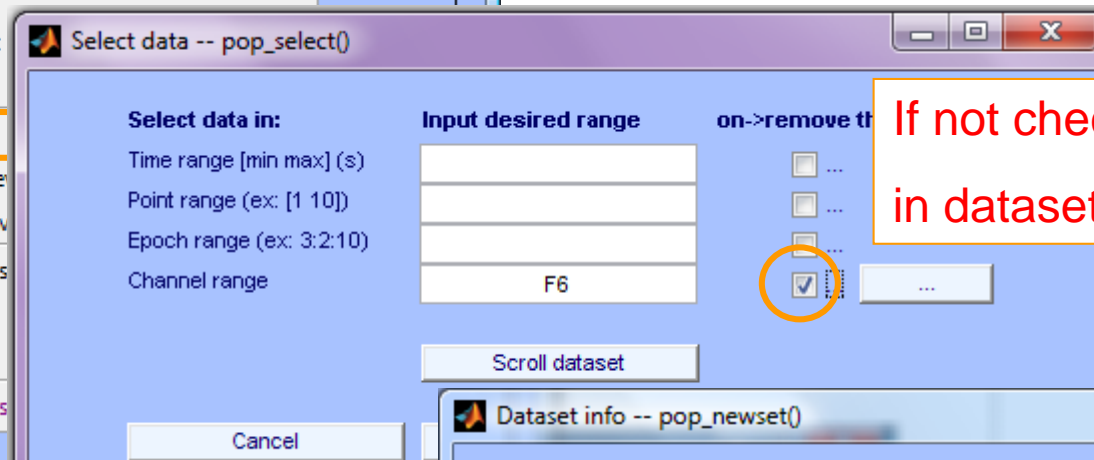 Select data -- pop_select()
Select data in: Input desired range on->remove
If not
in dataset
Time range [min max] (s) ...
Point range (ex: [1 10]) ...
Epoch range (ex: 3:2:10) ...
Channel range F6 ...
Scroll dataset
Dataset info -- pop_newset()
Cancel